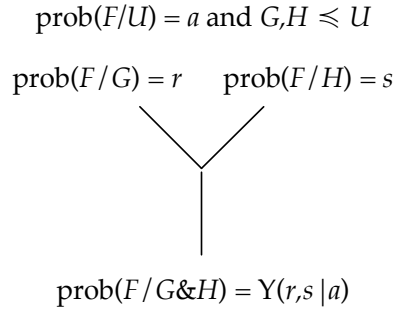 prob(F/U) = a and G,H ≼ U
prob(F/G) = r prob(F/H) = s
prob(F/G&H) = Y(r,s|a)